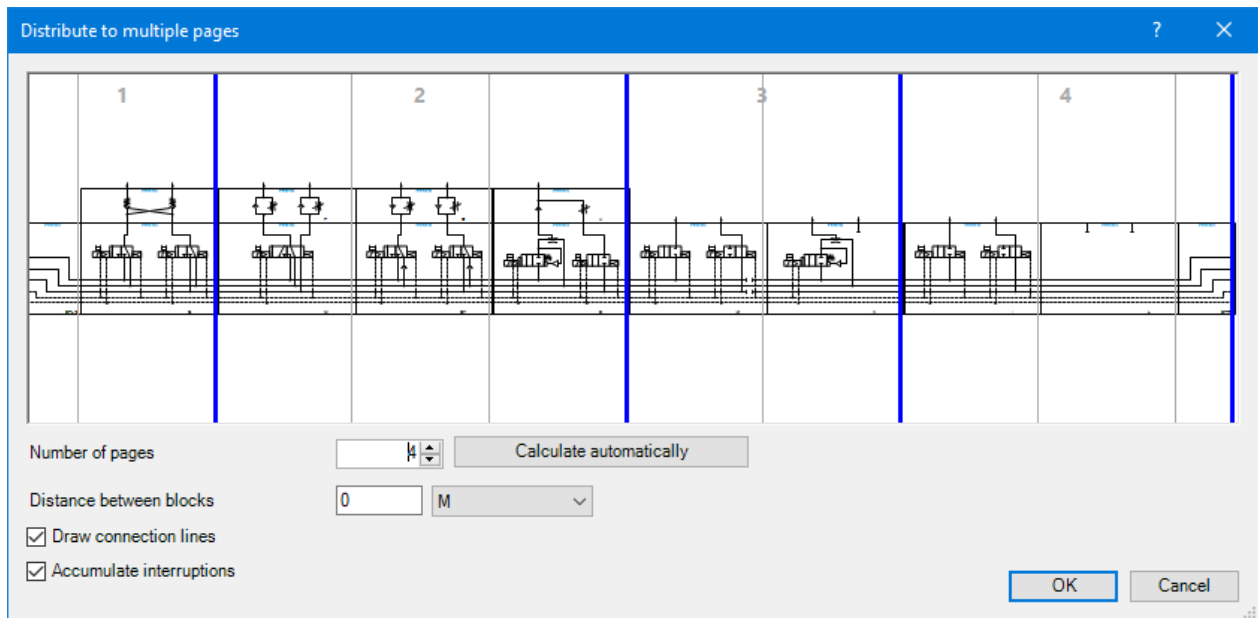 Distribute to multiple pages
1 2 3 4
Number of pages 4 Calculate automatically
Distance between blocks 0 M
Draw connection lines
Accumulate interruptions
OK Cancel